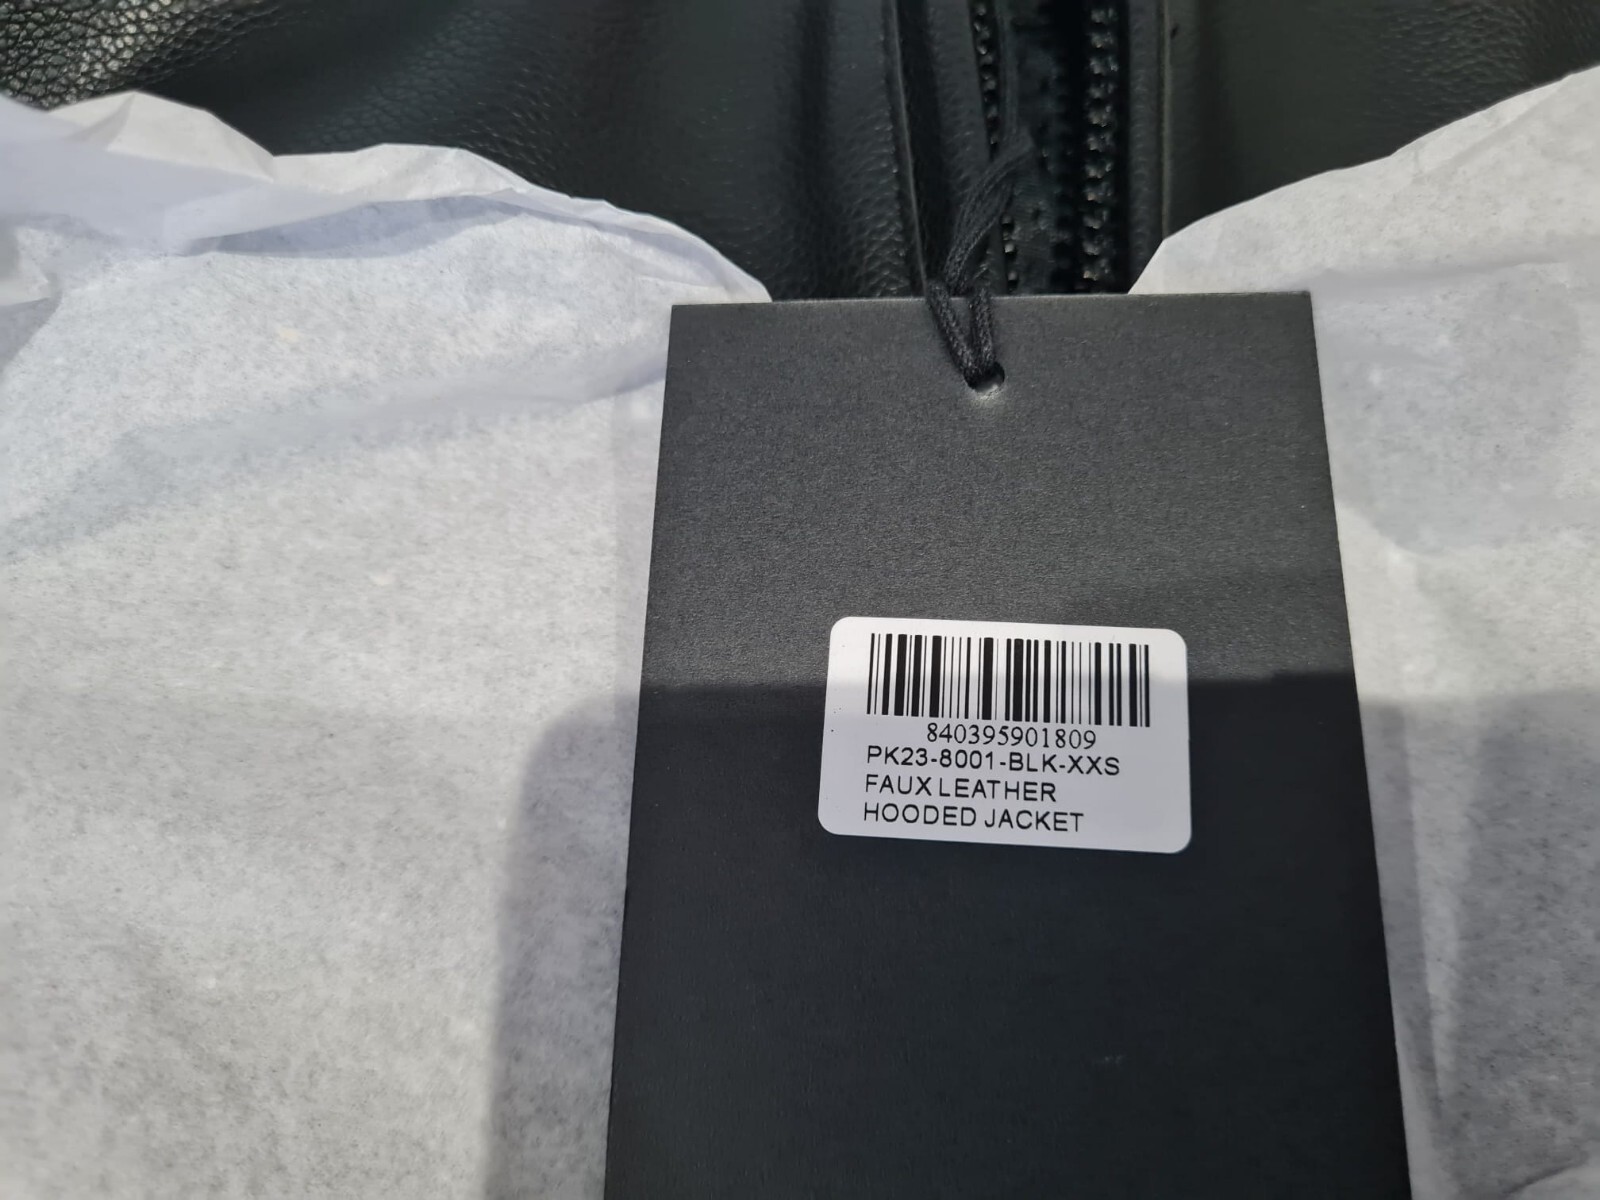 840395901809
PK23-8001-BLK-XXS
FAUX LEATHER
HOODED JACKET